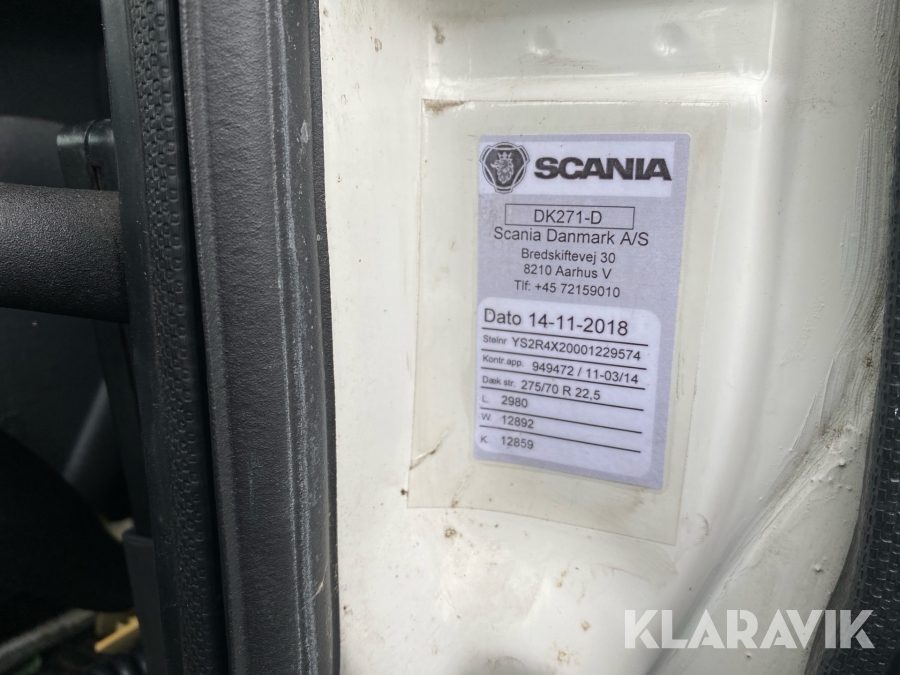 SCANIA
DK271-D
Scania Danmark A/S
Bredskiftevej 30
8210 Aarhus V
Tlf: +45 72159010
Dato 14-11-2018
Stelnr YS2R4X20001229574
Kontr.app. 949472 / 11-03/14
Dæk str: 275/70 R 22,5
L. 2980
W. 12892
K. 12859
KLARAVIK